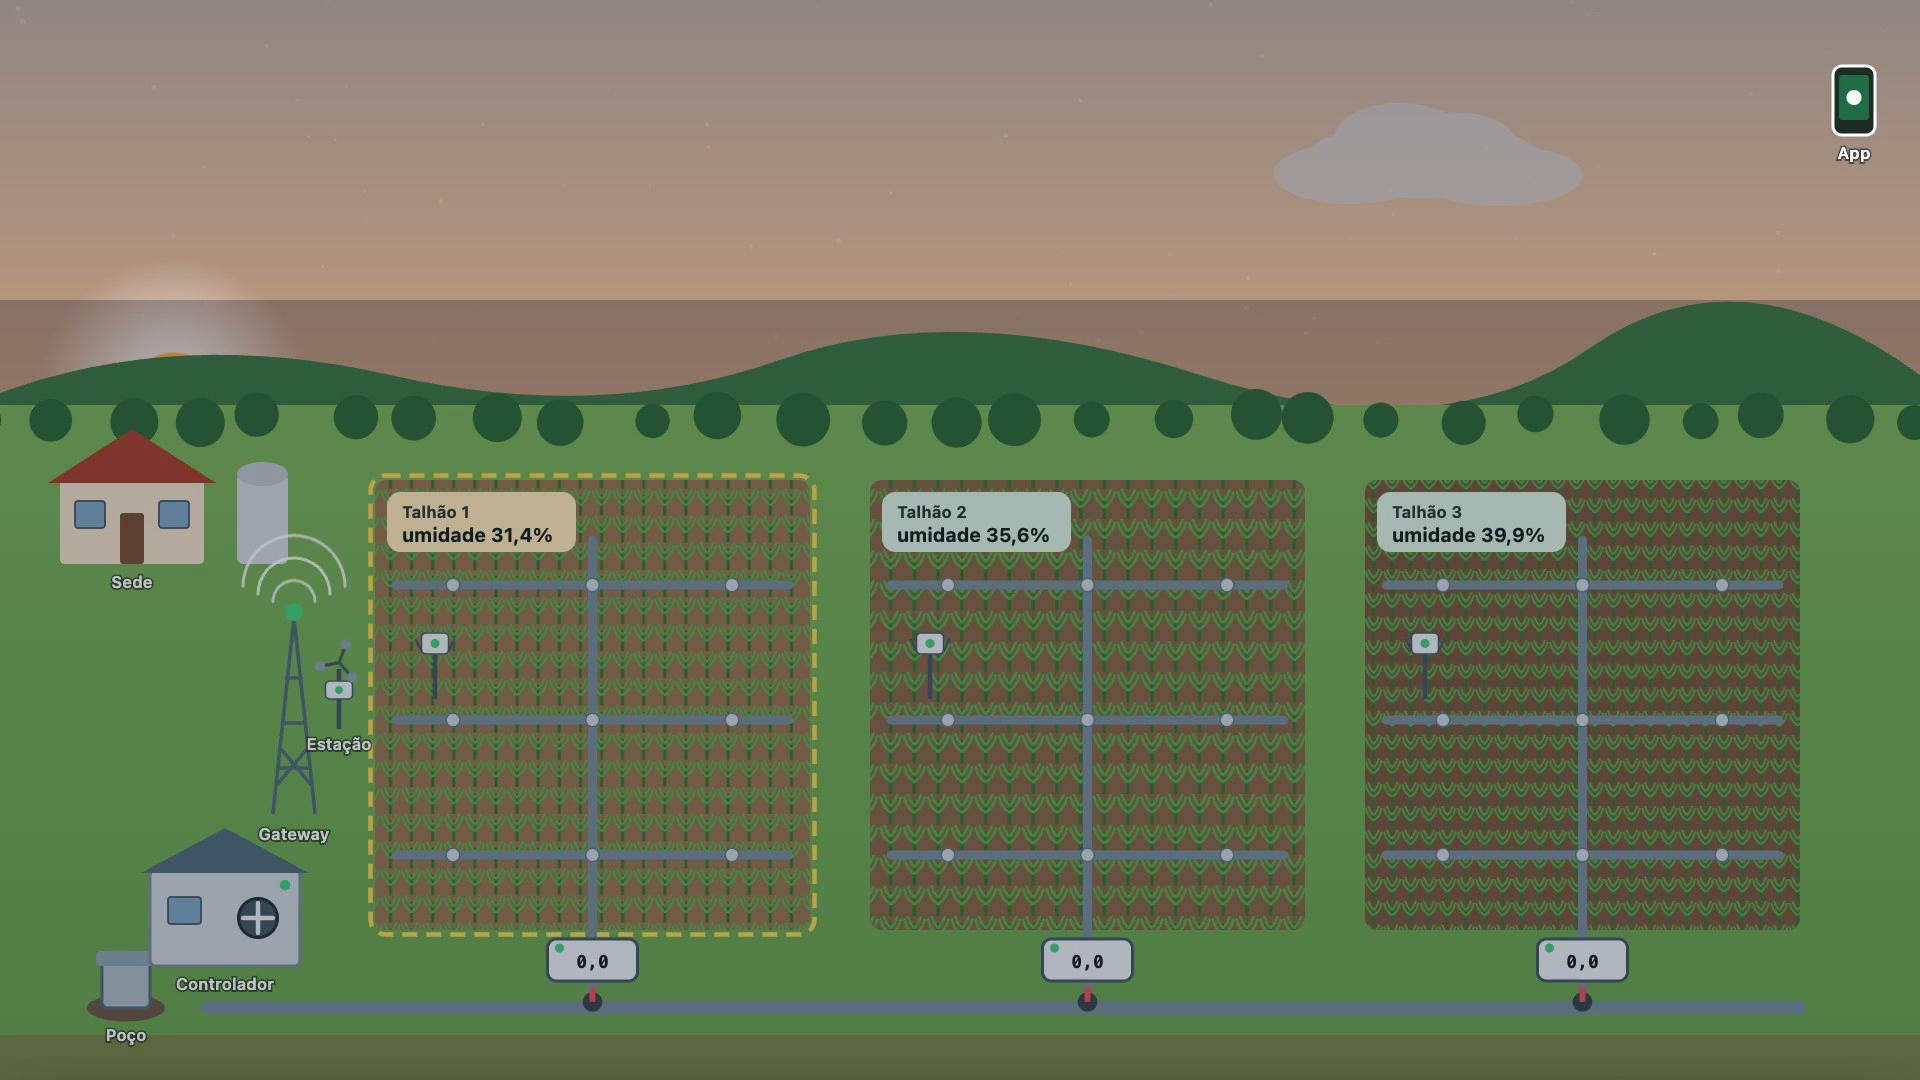 App
Talhão 1
umidade 31,4%
Talhão 2
umidade 35,6%
Talhão 3
umidade 39,9%
Sede
Estação
Gateway
Controlador
Poço
0,0
0,0
0,0